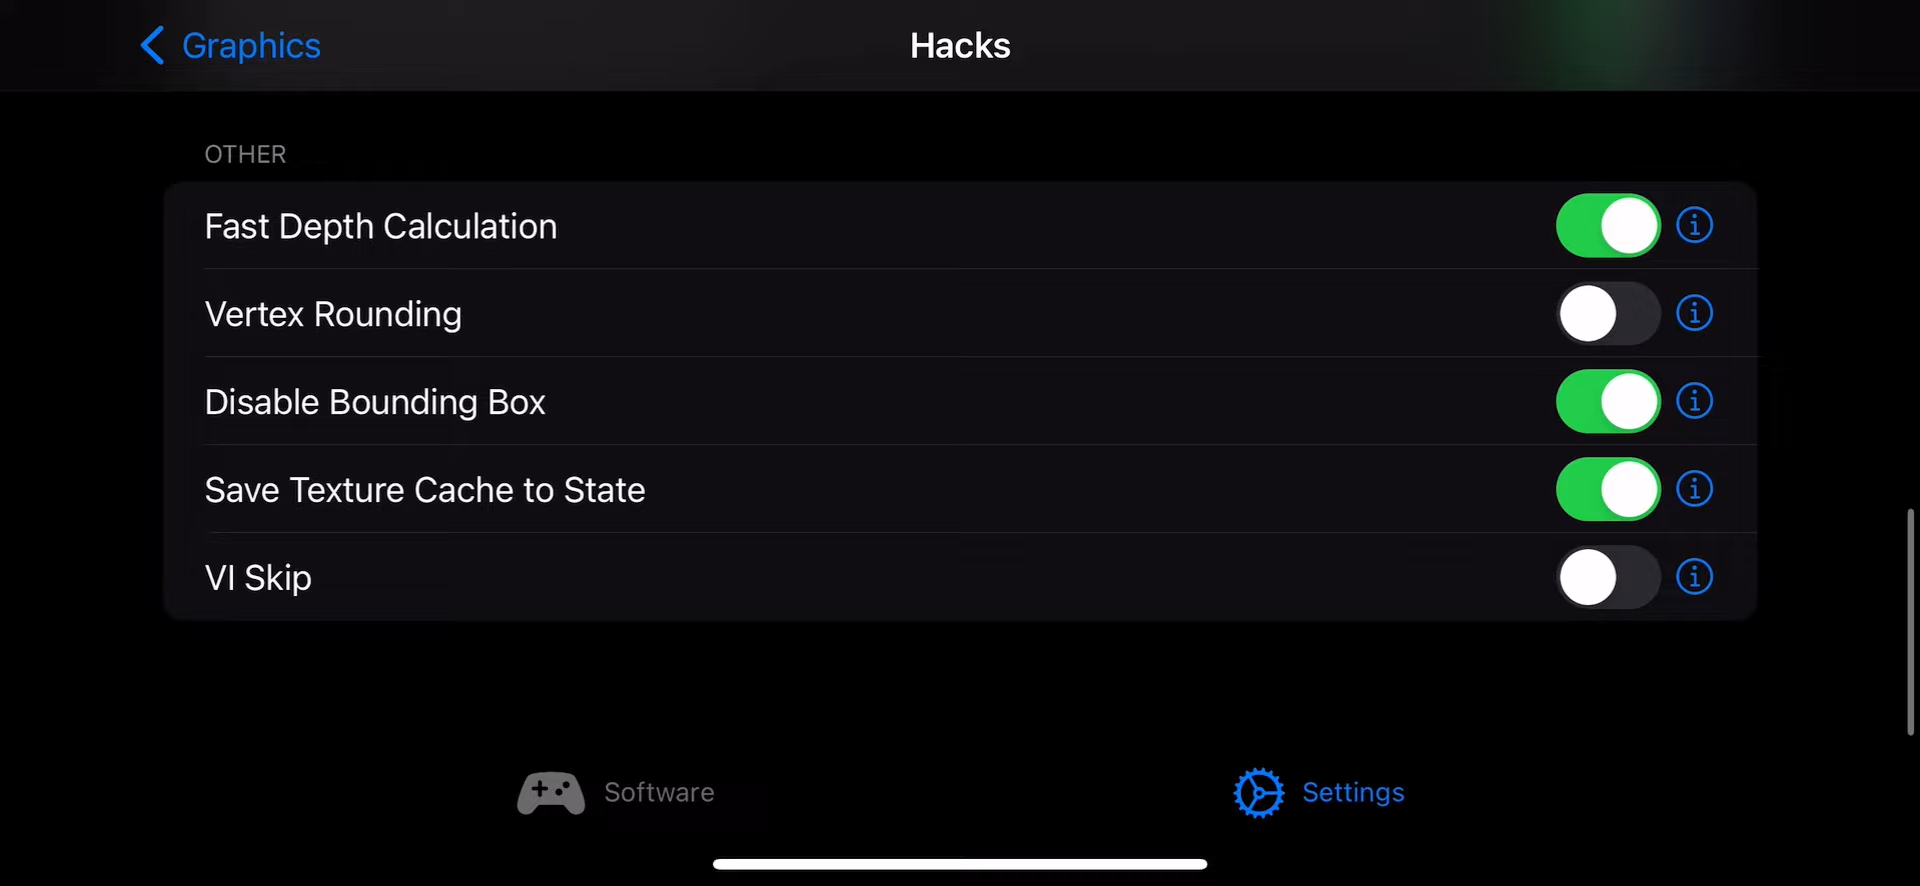 Graphics
Hacks
OTHER
Fast Depth Calculation
Vertex Rounding
Disable Bounding Box
Save Texture Cache to State
VI Skip
Software
Settings